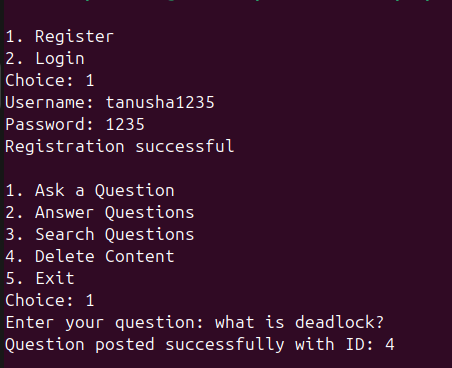 1. Register
2. Login
Choice: 1
Username: tanusha1235
Password: 1235
Registration successful
1. Ask a Question
2. Answer Questions
3. Search Questions
4. Delete Content
5. Exit
Choice: 1
Enter your question: what is deadlock?
Question posted successfully with ID: 4